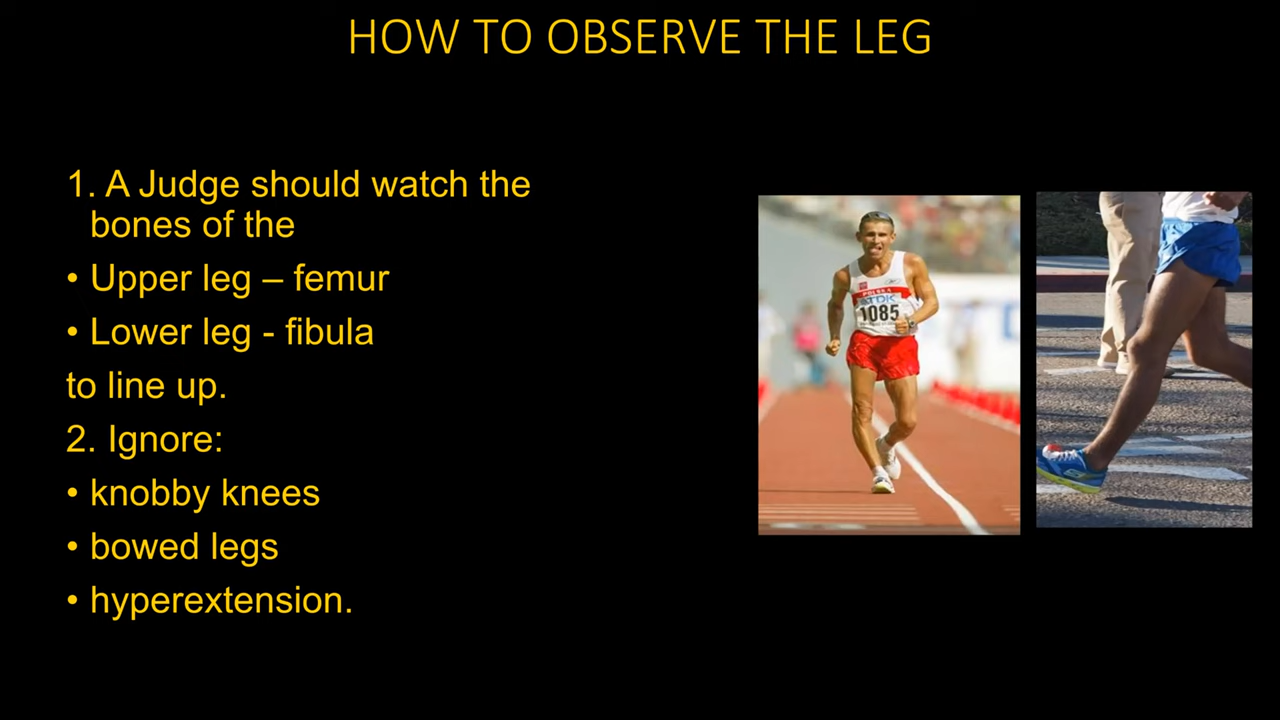 HOW TO OBSERVE THE LEG
1. A Judge should watch the
bones of the
• Upper leg – femur
• Lower leg - fibula
to line up.
2. Ignore:
• knobby knees
• bowed legs
• hyperextension.
POLSKA
TDK
1085